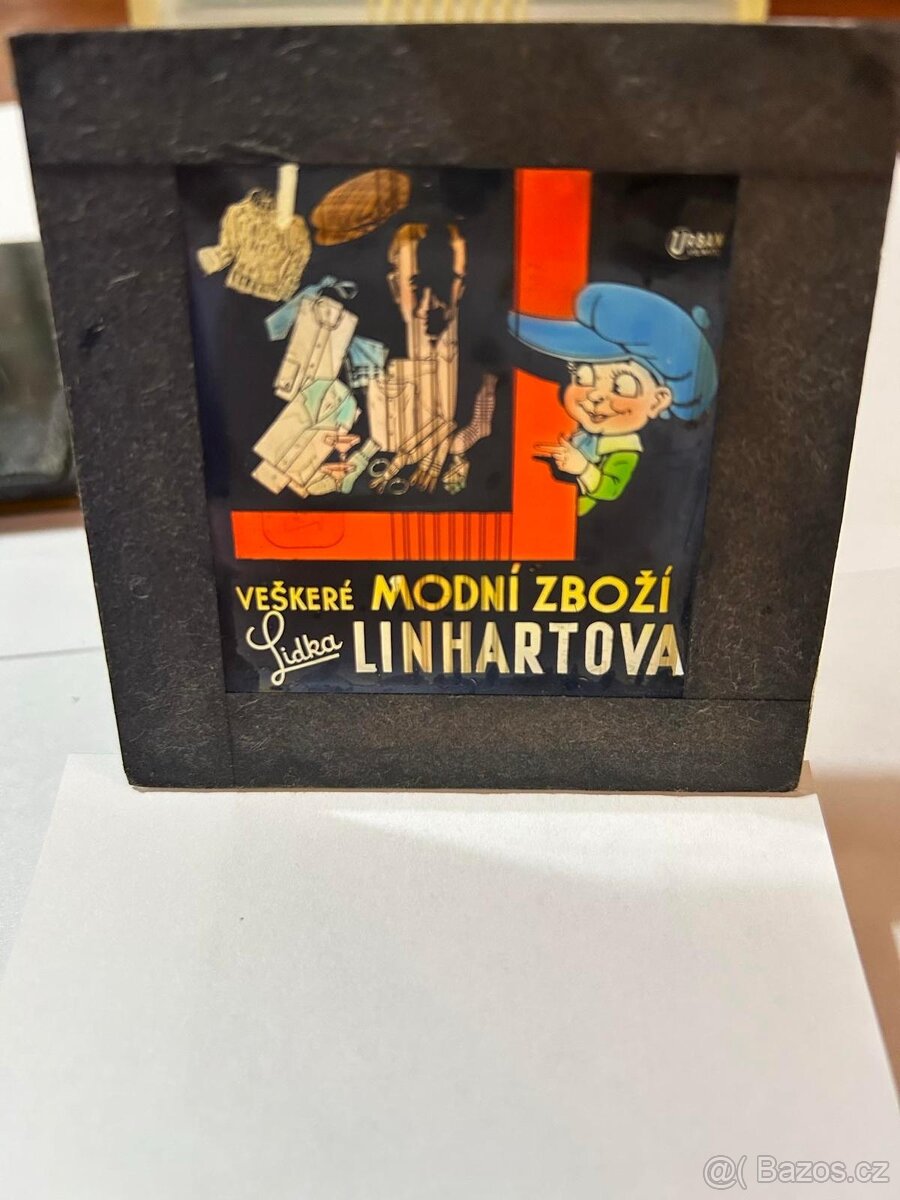 URBAN
VEŠKERÉ MODNÍ ZBOŽÍ
Lidka LINHARTOVA
@( Bazos.cz